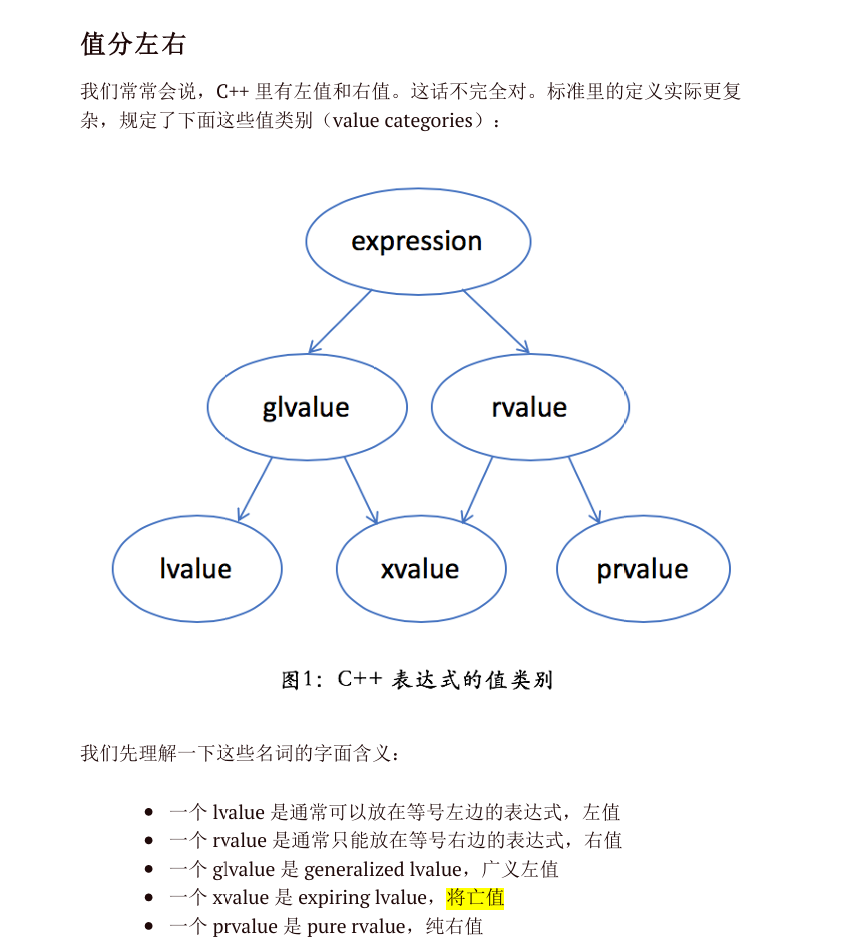 值分左右
我们常常会说，C++ 里有左值和右值。这话不完全对。标准里的定义实际更复
杂，规定了下面这些值类别（value categories）：
expression
glvalue
rvalue
lvalue
xvalue
prvalue
图1：C++ 表达式的值类别
我们先理解一下这些名词的字面含义：
• 一个 lvalue 是通常可以放在等号左边的表达式，左值
• 一个 rvalue 是通常只能放在等号右边的表达式，右值
• 一个 glvalue 是 generalized lvalue，广义左值
• 一个 xvalue 是 expiring lvalue，将亡值
• 一个 prvalue 是 pure rvalue，纯右值